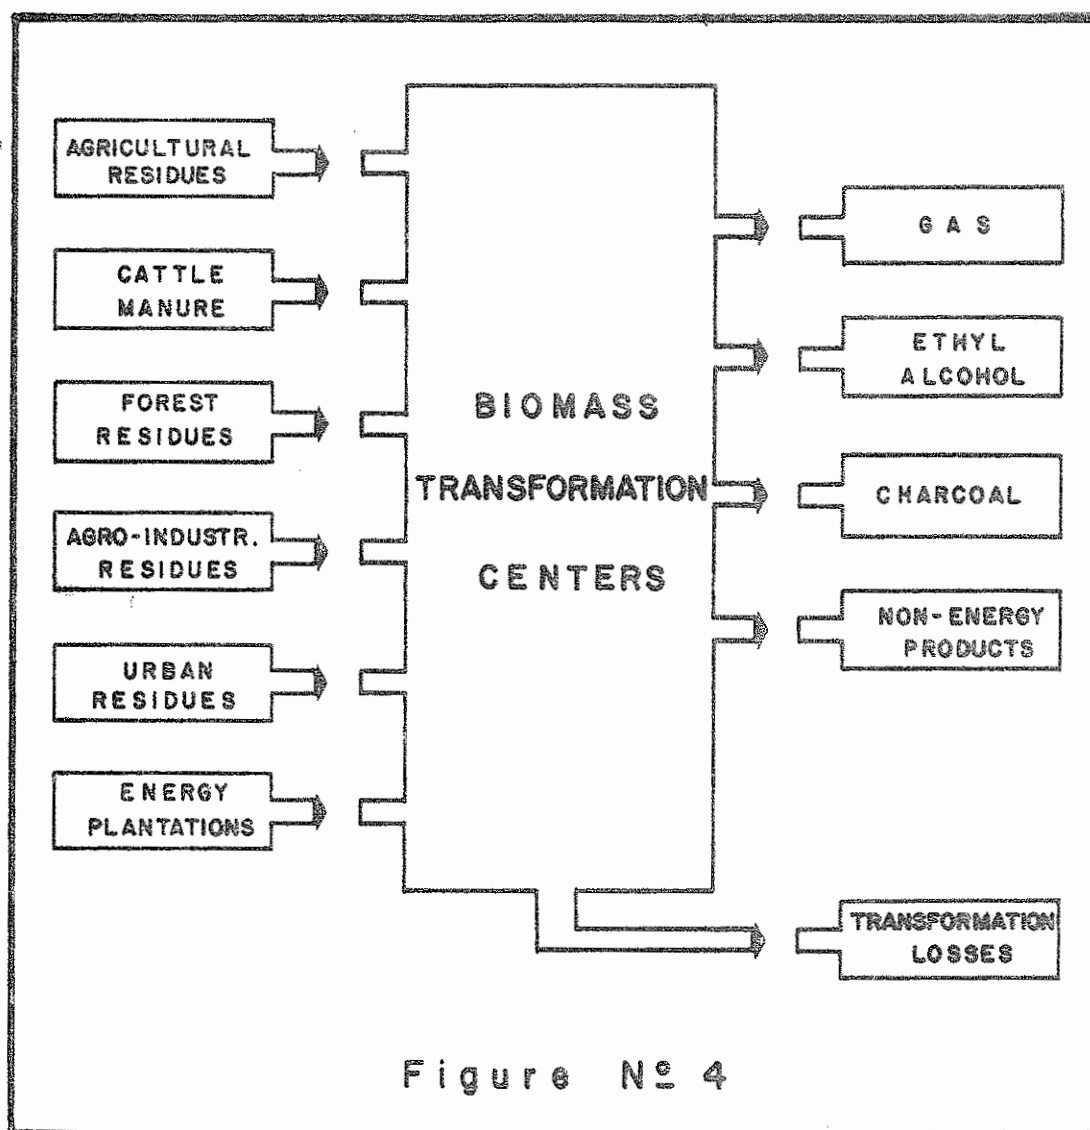 AGRICULTURAL
RESIDUES
CATTLE
MANURE
FOREST
RESIDUES
AGRO-INDUSTR.
RESIDUES
URBAN
RESIDUES
ENERGY
PLANTATIONS
BIOMASS
TRANSFORMATION
CENTERS
GAS
ETHYL
ALCOHOL
CHARCOAL
NON-ENERGY
PRODUCTS
TRANSFORMATION
LOSSES
Figure Nº 4